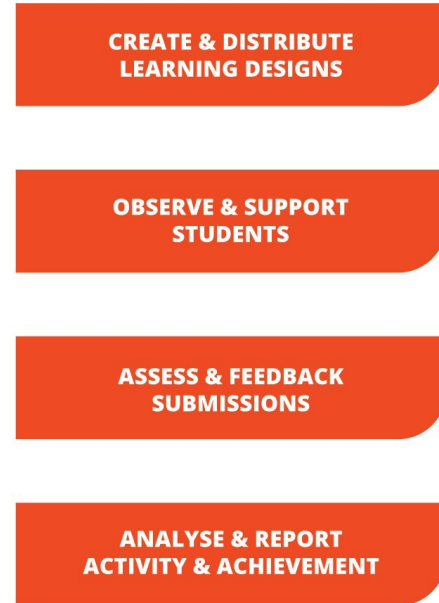 CREATE & DISTRIBUTE
LEARNING DESIGNS
OBSERVE & SUPPORT
STUDENTS
ASSESS & FEEDBACK
SUBMISSIONS
ANALYSE & REPORT
ACTIVITY & ACHIEVEMENT